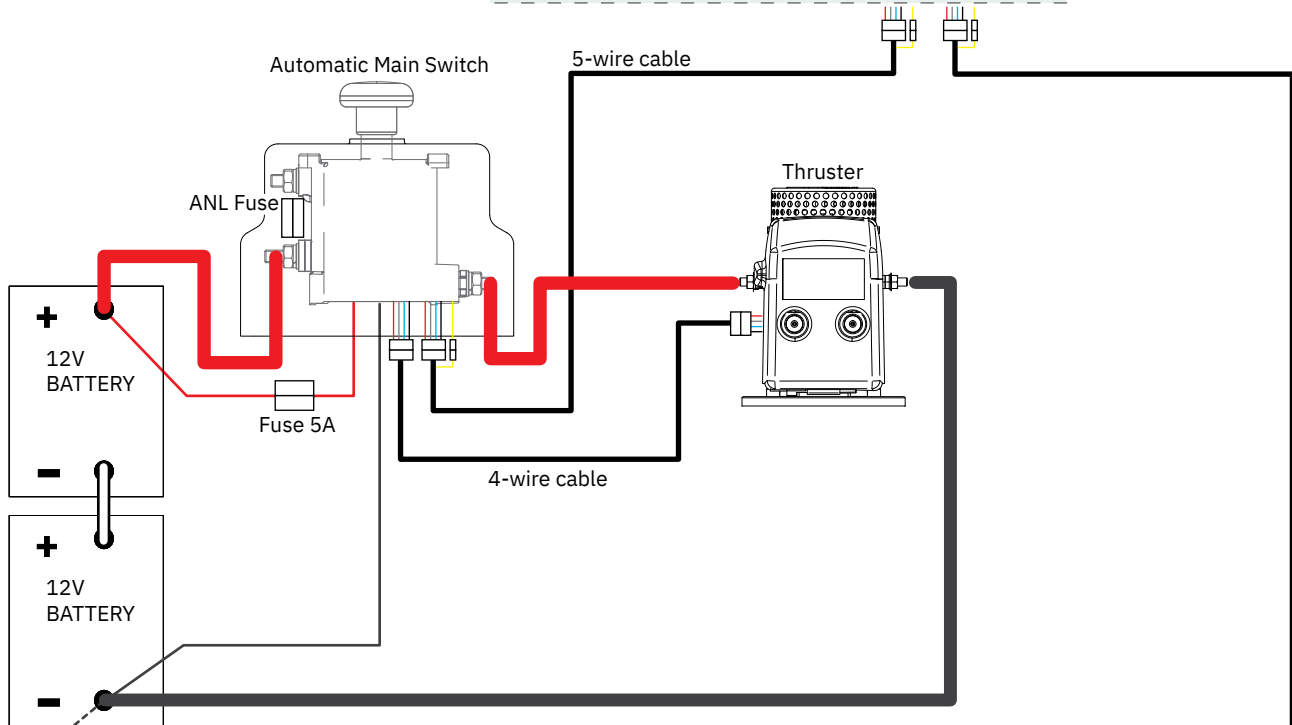 5-wire cable
Automatic Main Switch
Thruster
ANL Fuse
+
12V
BATTERY
Fuse 5A
-
4-wire cable
+
12V
BATTERY
-